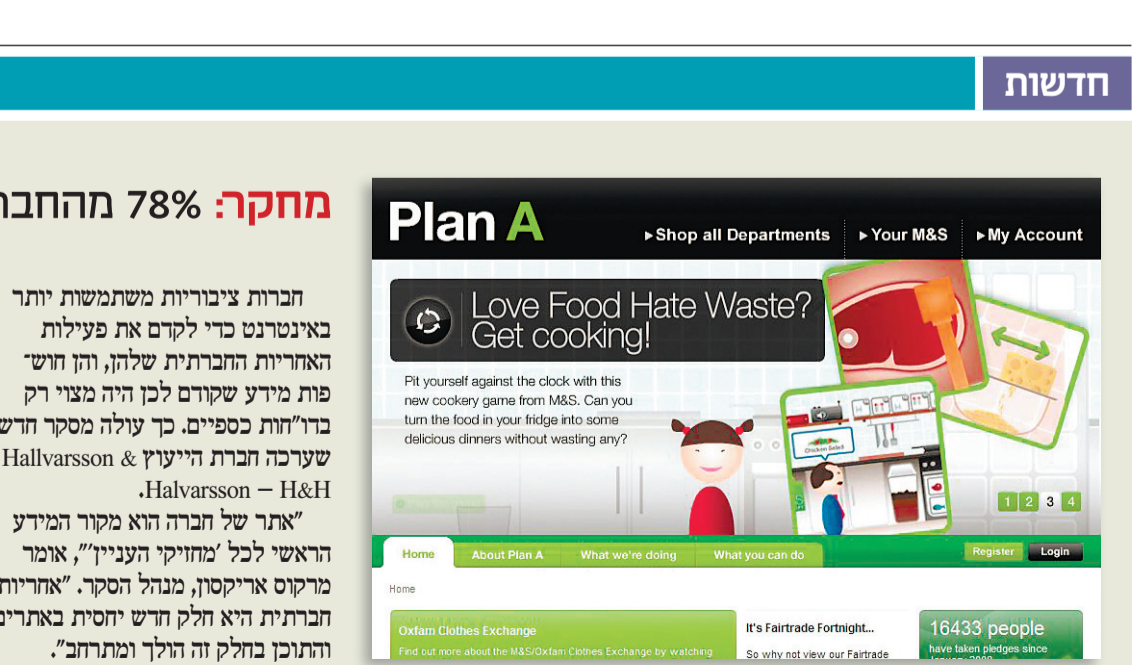 חדשות
מחקר: 78% מהחבר
חברות ציבוריות משתמשות יותר
באינטרנט כדי לקדם את פעילות
האחריות החברתית שלהן, והן חוש־
פות מידע שקודם לכן היה מצוי רק
בדו"חות כספיים. כך עולה מסקר חדש
שערכה חברת הייעוץ Hallvarsson &
Halvarsson – H&H.
"אתר של חברה הוא מקור המידע
הראשי לכל 'מחזיקי העניין'", אומר
מרקוס אריקסון, מנהל הסקר. "אחריות
חברתית היא חלק חדש יחסית באתרים
והתוכן בחלק זה הולך ומתרחב".
Plan A
Shop all Departments Your M&S My Account
Love Food Hate Waste?
Get cooking!
Pit yourself against the clock with this
new cookery game from M&S. Can you
turn the food in your fridge into some
delicious dinners without wasting any?
Chicken Salad
1 2 3 4
Home About Plan A What we're doing What you can do Register Login
Home
Oxfam Clothes Exchange
Find out more about the M&S/Oxfam Clothes Exchange by watching
It's Fairtrade Fortnight...
So why not view our Fairtrade
16433 people
have taken pledges since